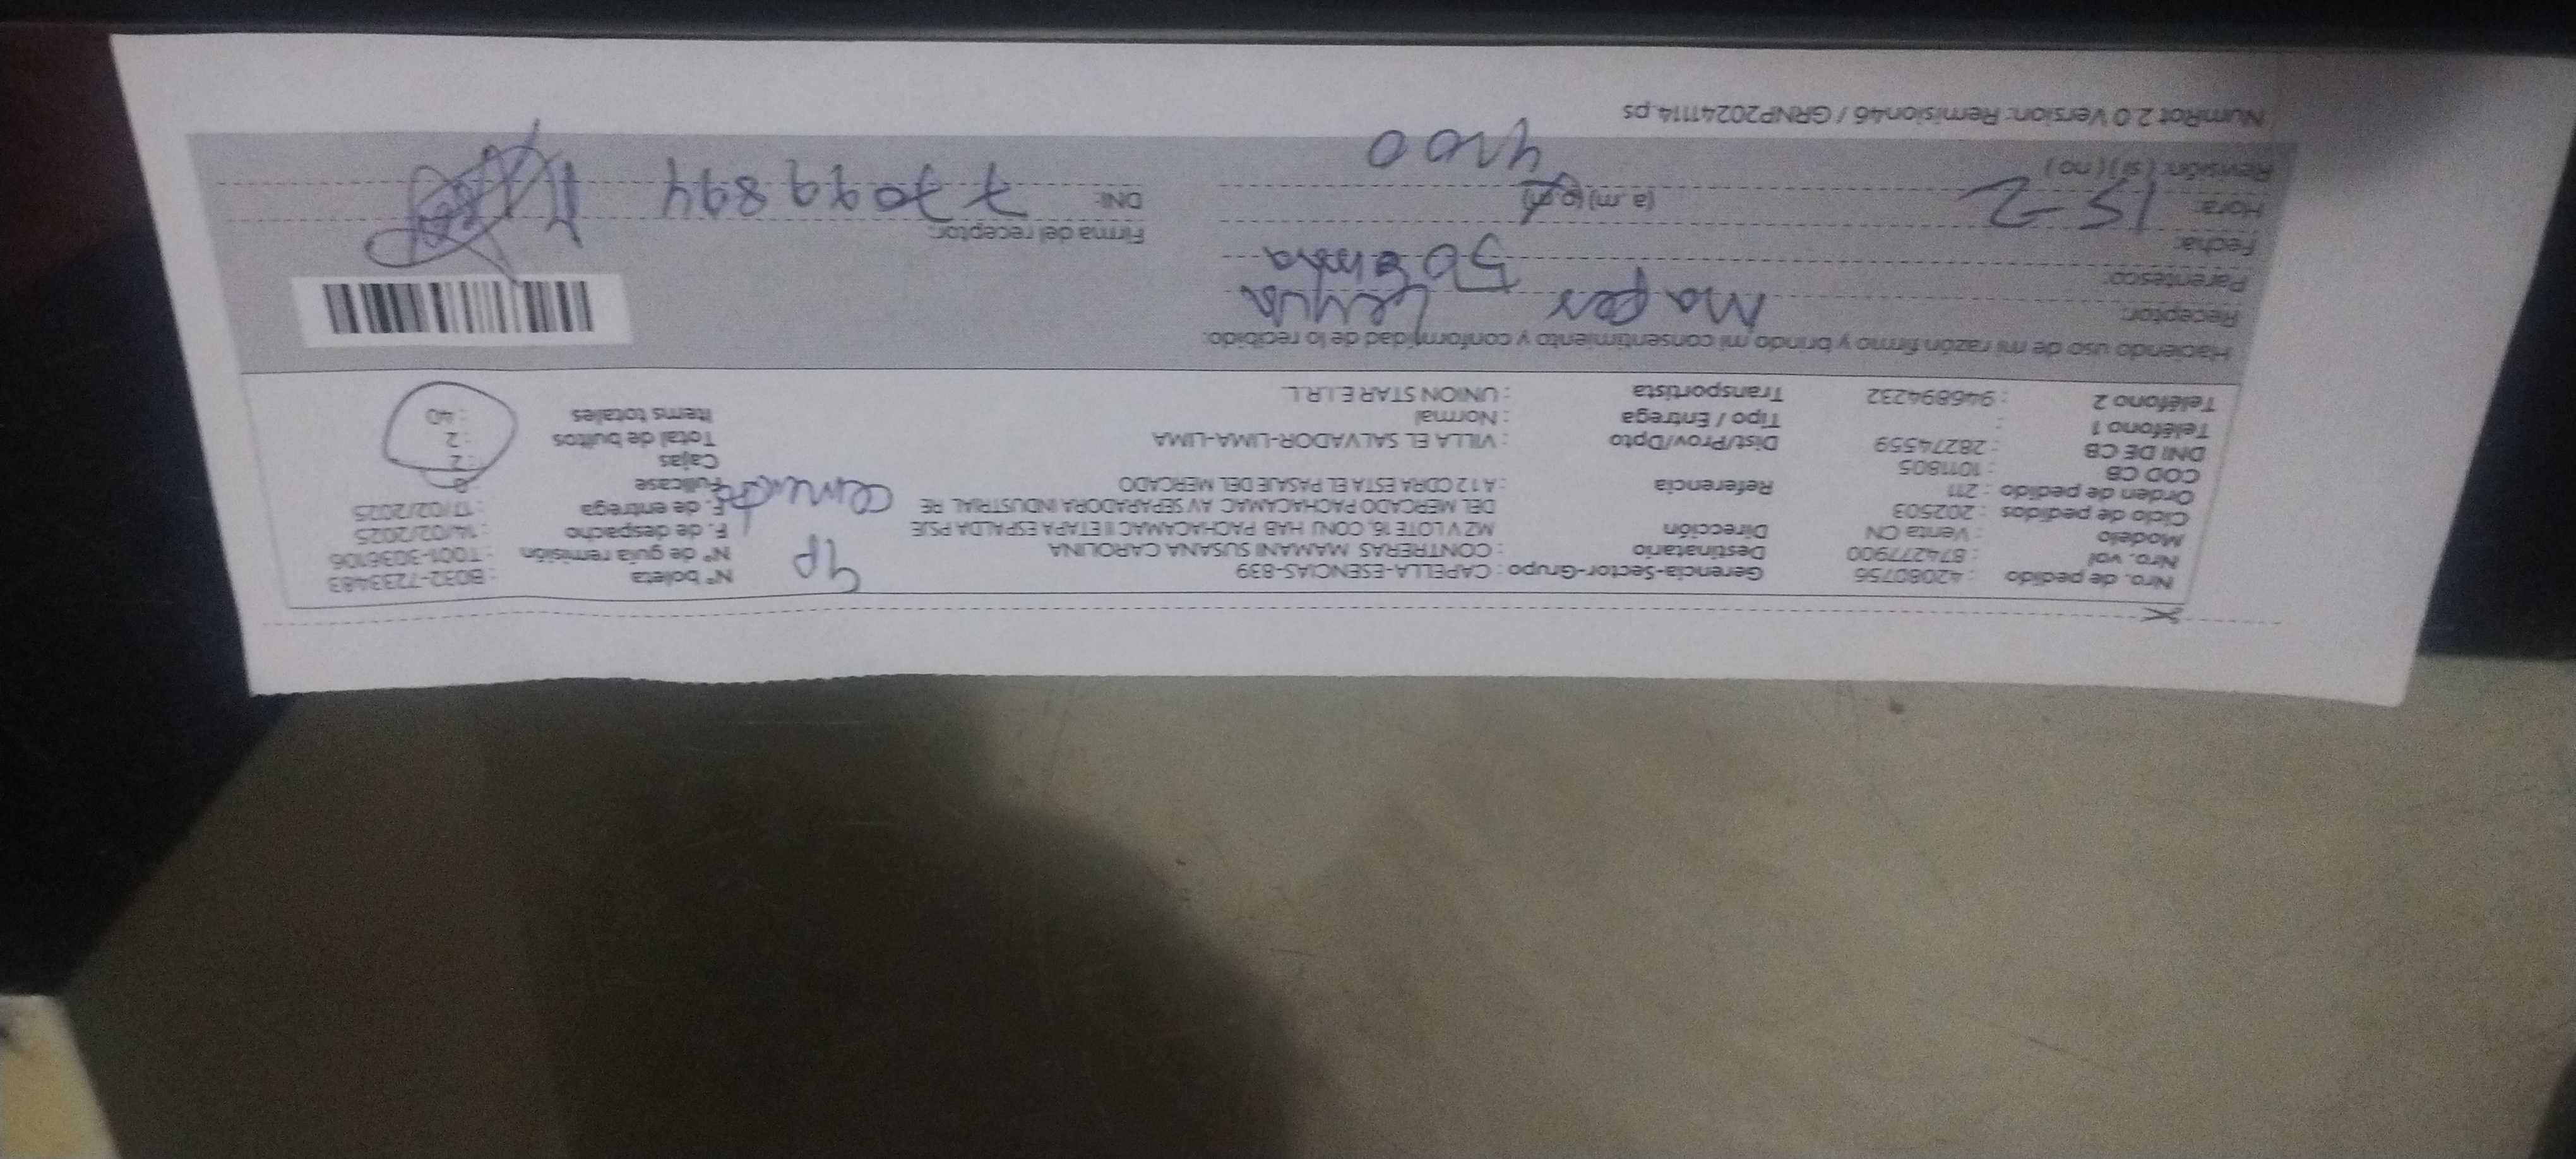 Nro. de pedido : 42080756 Gerencia-Sector-Grupo : CAPELLA-ESENCIAS-839 N° boleta : B032-7233483
Nro. vol : 874277900 Destinatario : CONTRERAS MAMANI SUSANA CAROLINA N° de guía remisión : T001-3036106
Modelo : Venta CN Dirección MZ V LOTE 16, CONJ HAB PACHACAMAC II ETAPA ESPALDA PSJE F. de despacho : 14/02/2025
Ciclo de pedidos : 202503 DEL MERCADO PACHACAMAC AV SEPARADORA INDUSTRIAL RE F. de entrega : 17/02/2025
Orden de pedido : 211 Referencia : A 12 CDRA ESTA EL PASAJE DEL MERCADO Fullcase
COD CB : 1011805 Cajas : 2
DNI DE CB : 28274559 Dist/Prov/Dpto : VILLA EL SALVADOR-LIMA-LIMA Total de bultos : 2
Teléfono 1 : Tipo / Entrega : Normal Items totales : 40
Teléfono 2 : 946894232 Transportista : UNION STAR E.I.R.L.
Haciendo uso de mi razón firmo y brindo mi consentimiento y conformidad de lo recibido:
Receptor: Leyva
Parentesco:
Fecha: 15-2 Firma del receptor:
Hora: (a.m) (p.m) DNI: 77099894
Revisión: ( si ) ( no )
NumRot 2.0 Version: Remision46 / GRNP20241114.ps